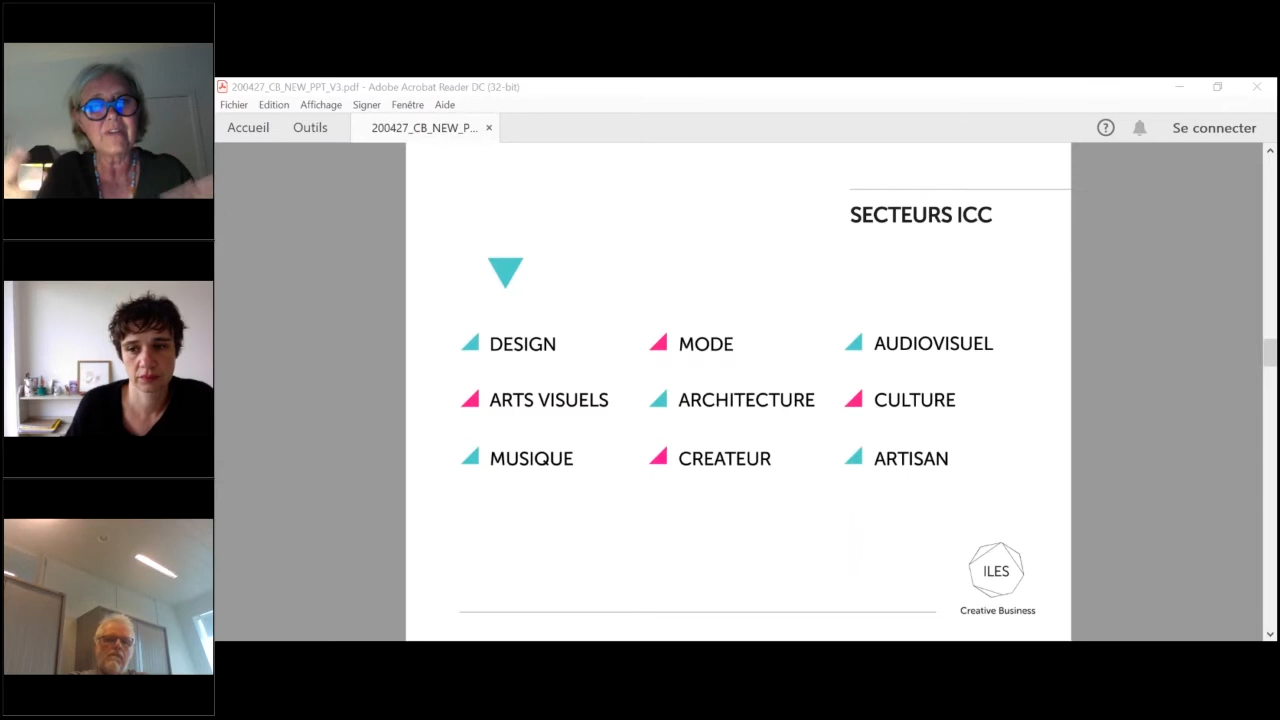 200427_CB_NEW_PPT_V3.pdf - Adobe Acrobat Reader DC (32-bit)
Fichier Edition Affichage Signer Fenêtre Aide
Accueil Outils 200427_CB_NEW_P... × ? Se connecter
SECTEURS ICC
DESIGN MODE AUDIOVISUEL
ARTS VISUELS ARCHITECTURE CULTURE
MUSIQUE CREATEUR ARTISAN
ILES
Creative Business